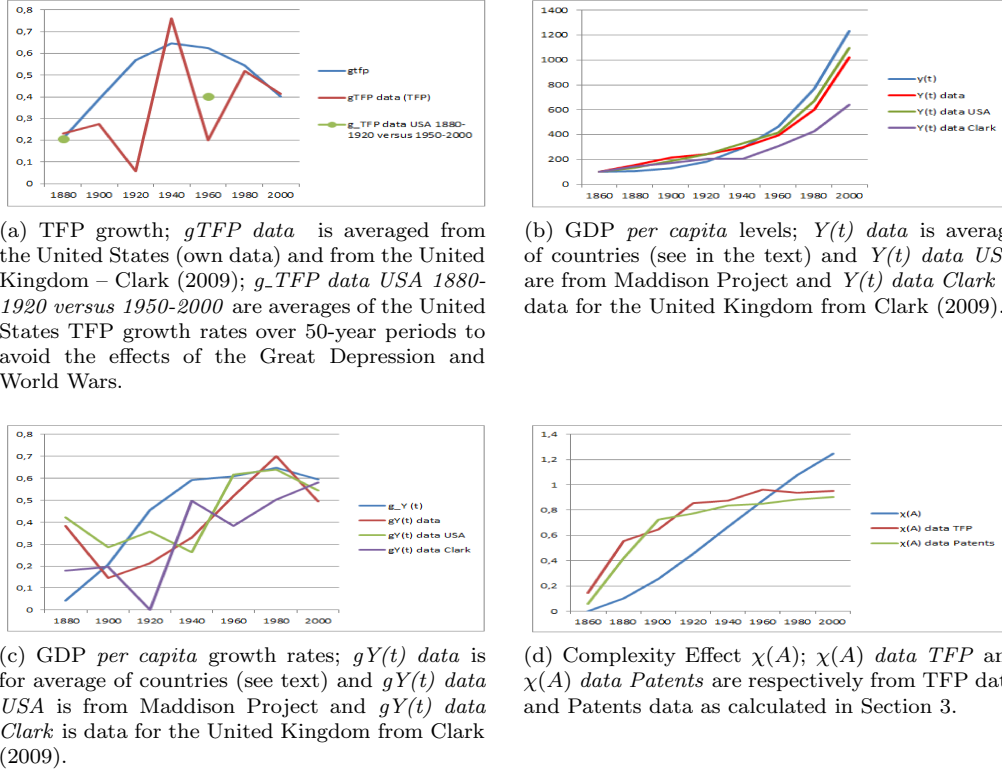 0,8
0,7
0,6
0,5
0,4
0,3
0,2
0,1
0
1880 1900 1920 1940 1960 1980 2000
gtfp
gTFP data (TFP)
g_TFP data USA 1880-
1920 versus 1950-2000
(a) TFP growth; gTFP data is averaged from
the United States (own data) and from the United
Kingdom – Clark (2009); g_TFP data USA 1880-
1920 versus 1950-2000 are averages of the United
States TFP growth rates over 50-year periods to
avoid the effects of the Great Depression and
World Wars.
1400
1200
1000
800
600
400
200
0
1860 1880 1900 1920 1940 1960 1980 2000
y(t)
Y(t) data
Y(t) data USA
Y(t) data Clark
(b) GDP per capita levels; Y(t) data is averag
of countries (see in the text) and Y(t) data US
are from Maddison Project and Y(t) data Clark
data for the United Kingdom from Clark (2009).
0,8
0,7
0,6
0,5
0,4
0,3
0,2
0,1
0
1880 1900 1920 1940 1960 1980 2000
g_Y (t)
gY(t) data
gY(t) data USA
gY(t) data Clark
(c) GDP per capita growth rates; gY(t) data is
for average of countries (see text) and gY(t) data
USA is from Maddison Project and gY(t) data
Clark is data for the United Kingdom from Clark
(2009).
1,4
1,2
1
0,8
0,6
0,4
0,2
0
1860 1880 1900 1920 1940 1960 1980 2000
χ(A)
χ(A) data TFP
χ(A) data Patents
(d) Complexity Effect χ(A); χ(A) data TFP an
χ(A) data Patents are respectively from TFP dat
and Patents data as calculated in Section 3.